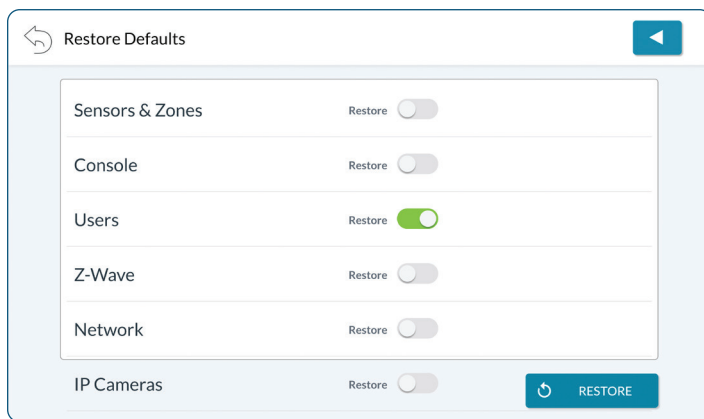 Restore Defaults
Sensors & Zones Restore
Console Restore
Users Restore
Z-Wave Restore
Network Restore
IP Cameras Restore
RESTORE